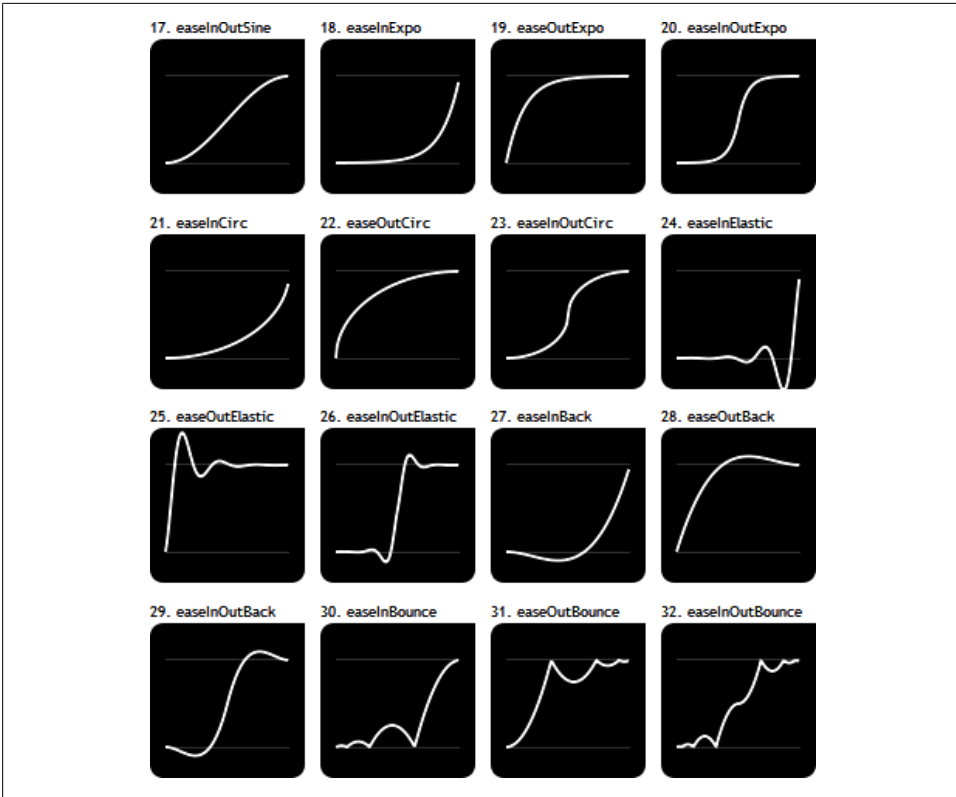 17. easeInOutSine
18. easeInExpo
19. easeOutExpo
20. easeInOutExpo
21. easeInCirc
22. easeOutCirc
23. easeInOutCirc
24. easeInElastic
25. easeOutElastic
26. easeInOutElastic
27. easeInBack
28. easeOutBack
29. easeInOutBack
30. easeInBounce
31. easeOutBounce
32. easeInOutBounce